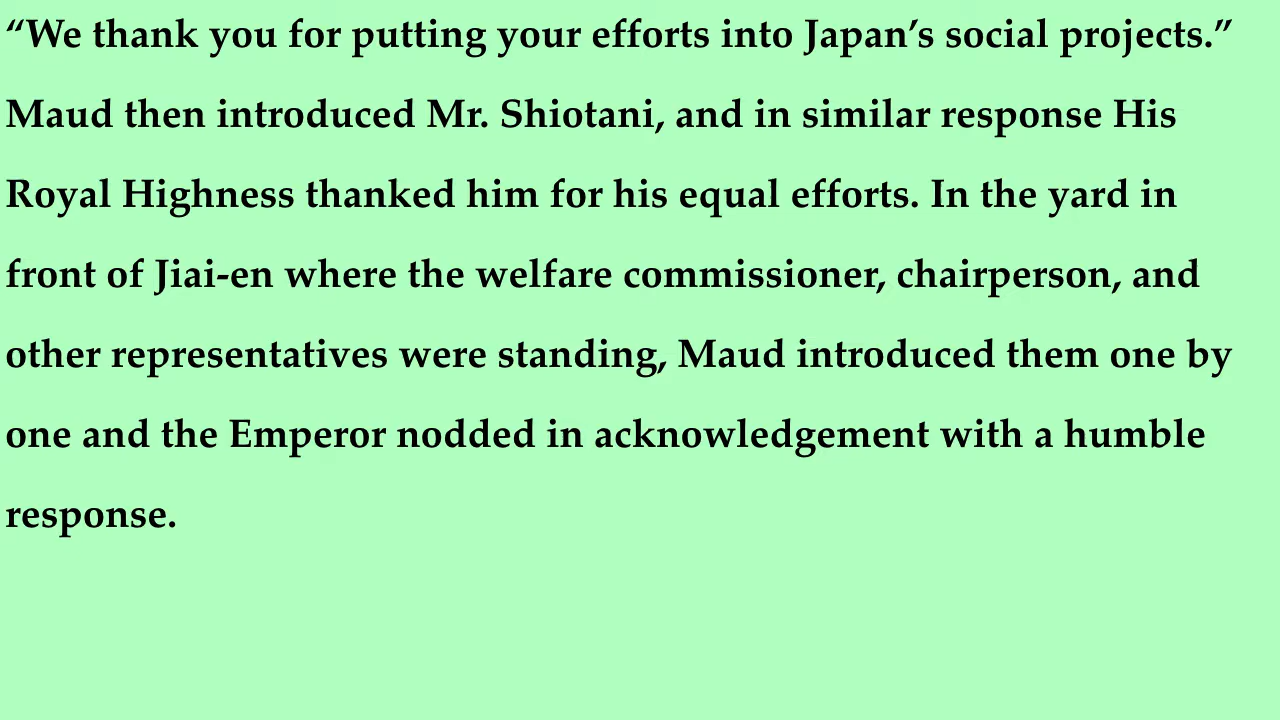 “We thank you for putting your efforts into Japan’s social projects.”
Maud then introduced Mr. Shiotani, and in similar response His
Royal Highness thanked him for his equal efforts. In the yard in
front of Jiai-en where the welfare commissioner, chairperson, and
other representatives were standing, Maud introduced them one by
one and the Emperor nodded in acknowledgement with a humble
response.